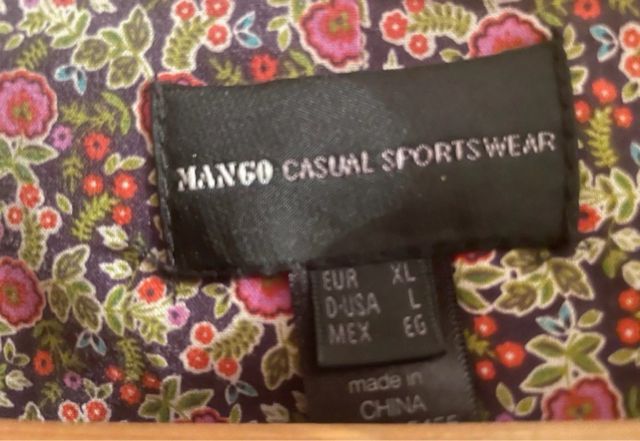 MANGO CASUAL SPORTSWEAR
EUR XL
D-USA L
MEX EG
made in
CHINA